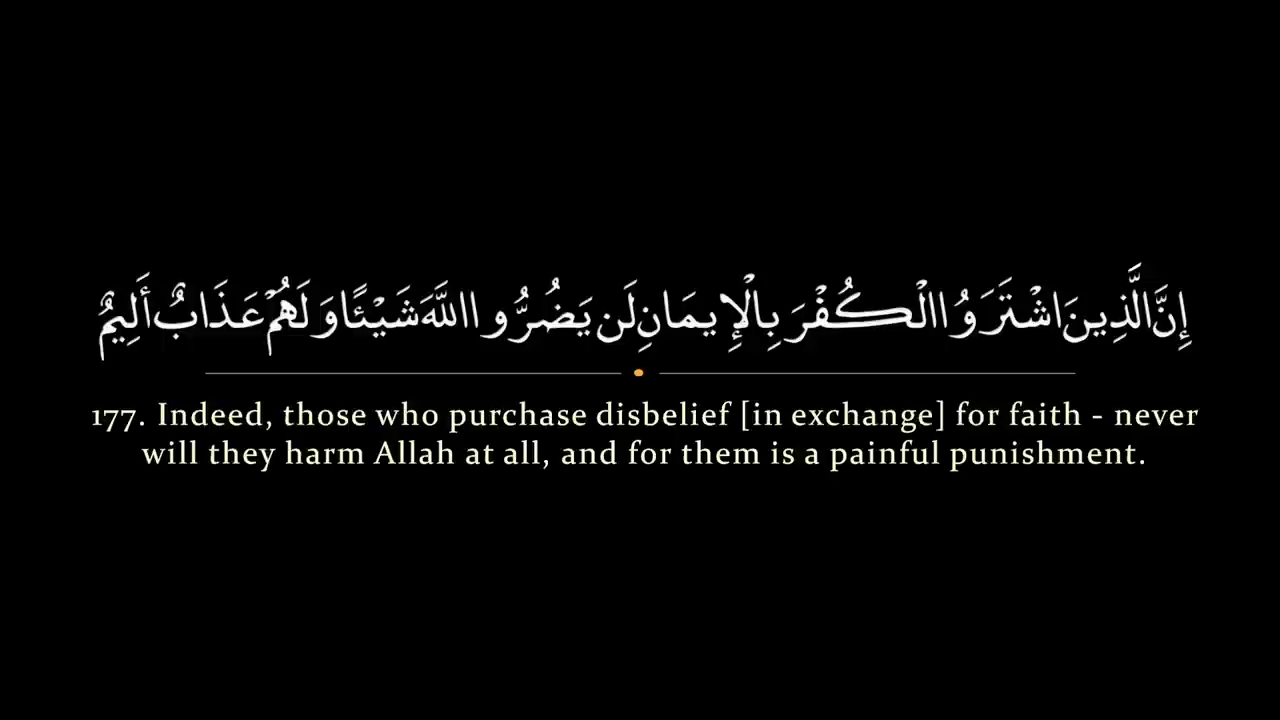 إِنَّ الَّذِينَ اشْتَرَوُا الْكُفْرَ بِالْإِيمَانِ لَن يَضُرُّوا اللَّهَ شَيْئًا وَلَهُمْ عَذَابٌ أَلِيمٌ
177. Indeed, those who purchase disbelief [in exchange] for faith - never
will they harm Allah at all, and for them is a painful punishment.